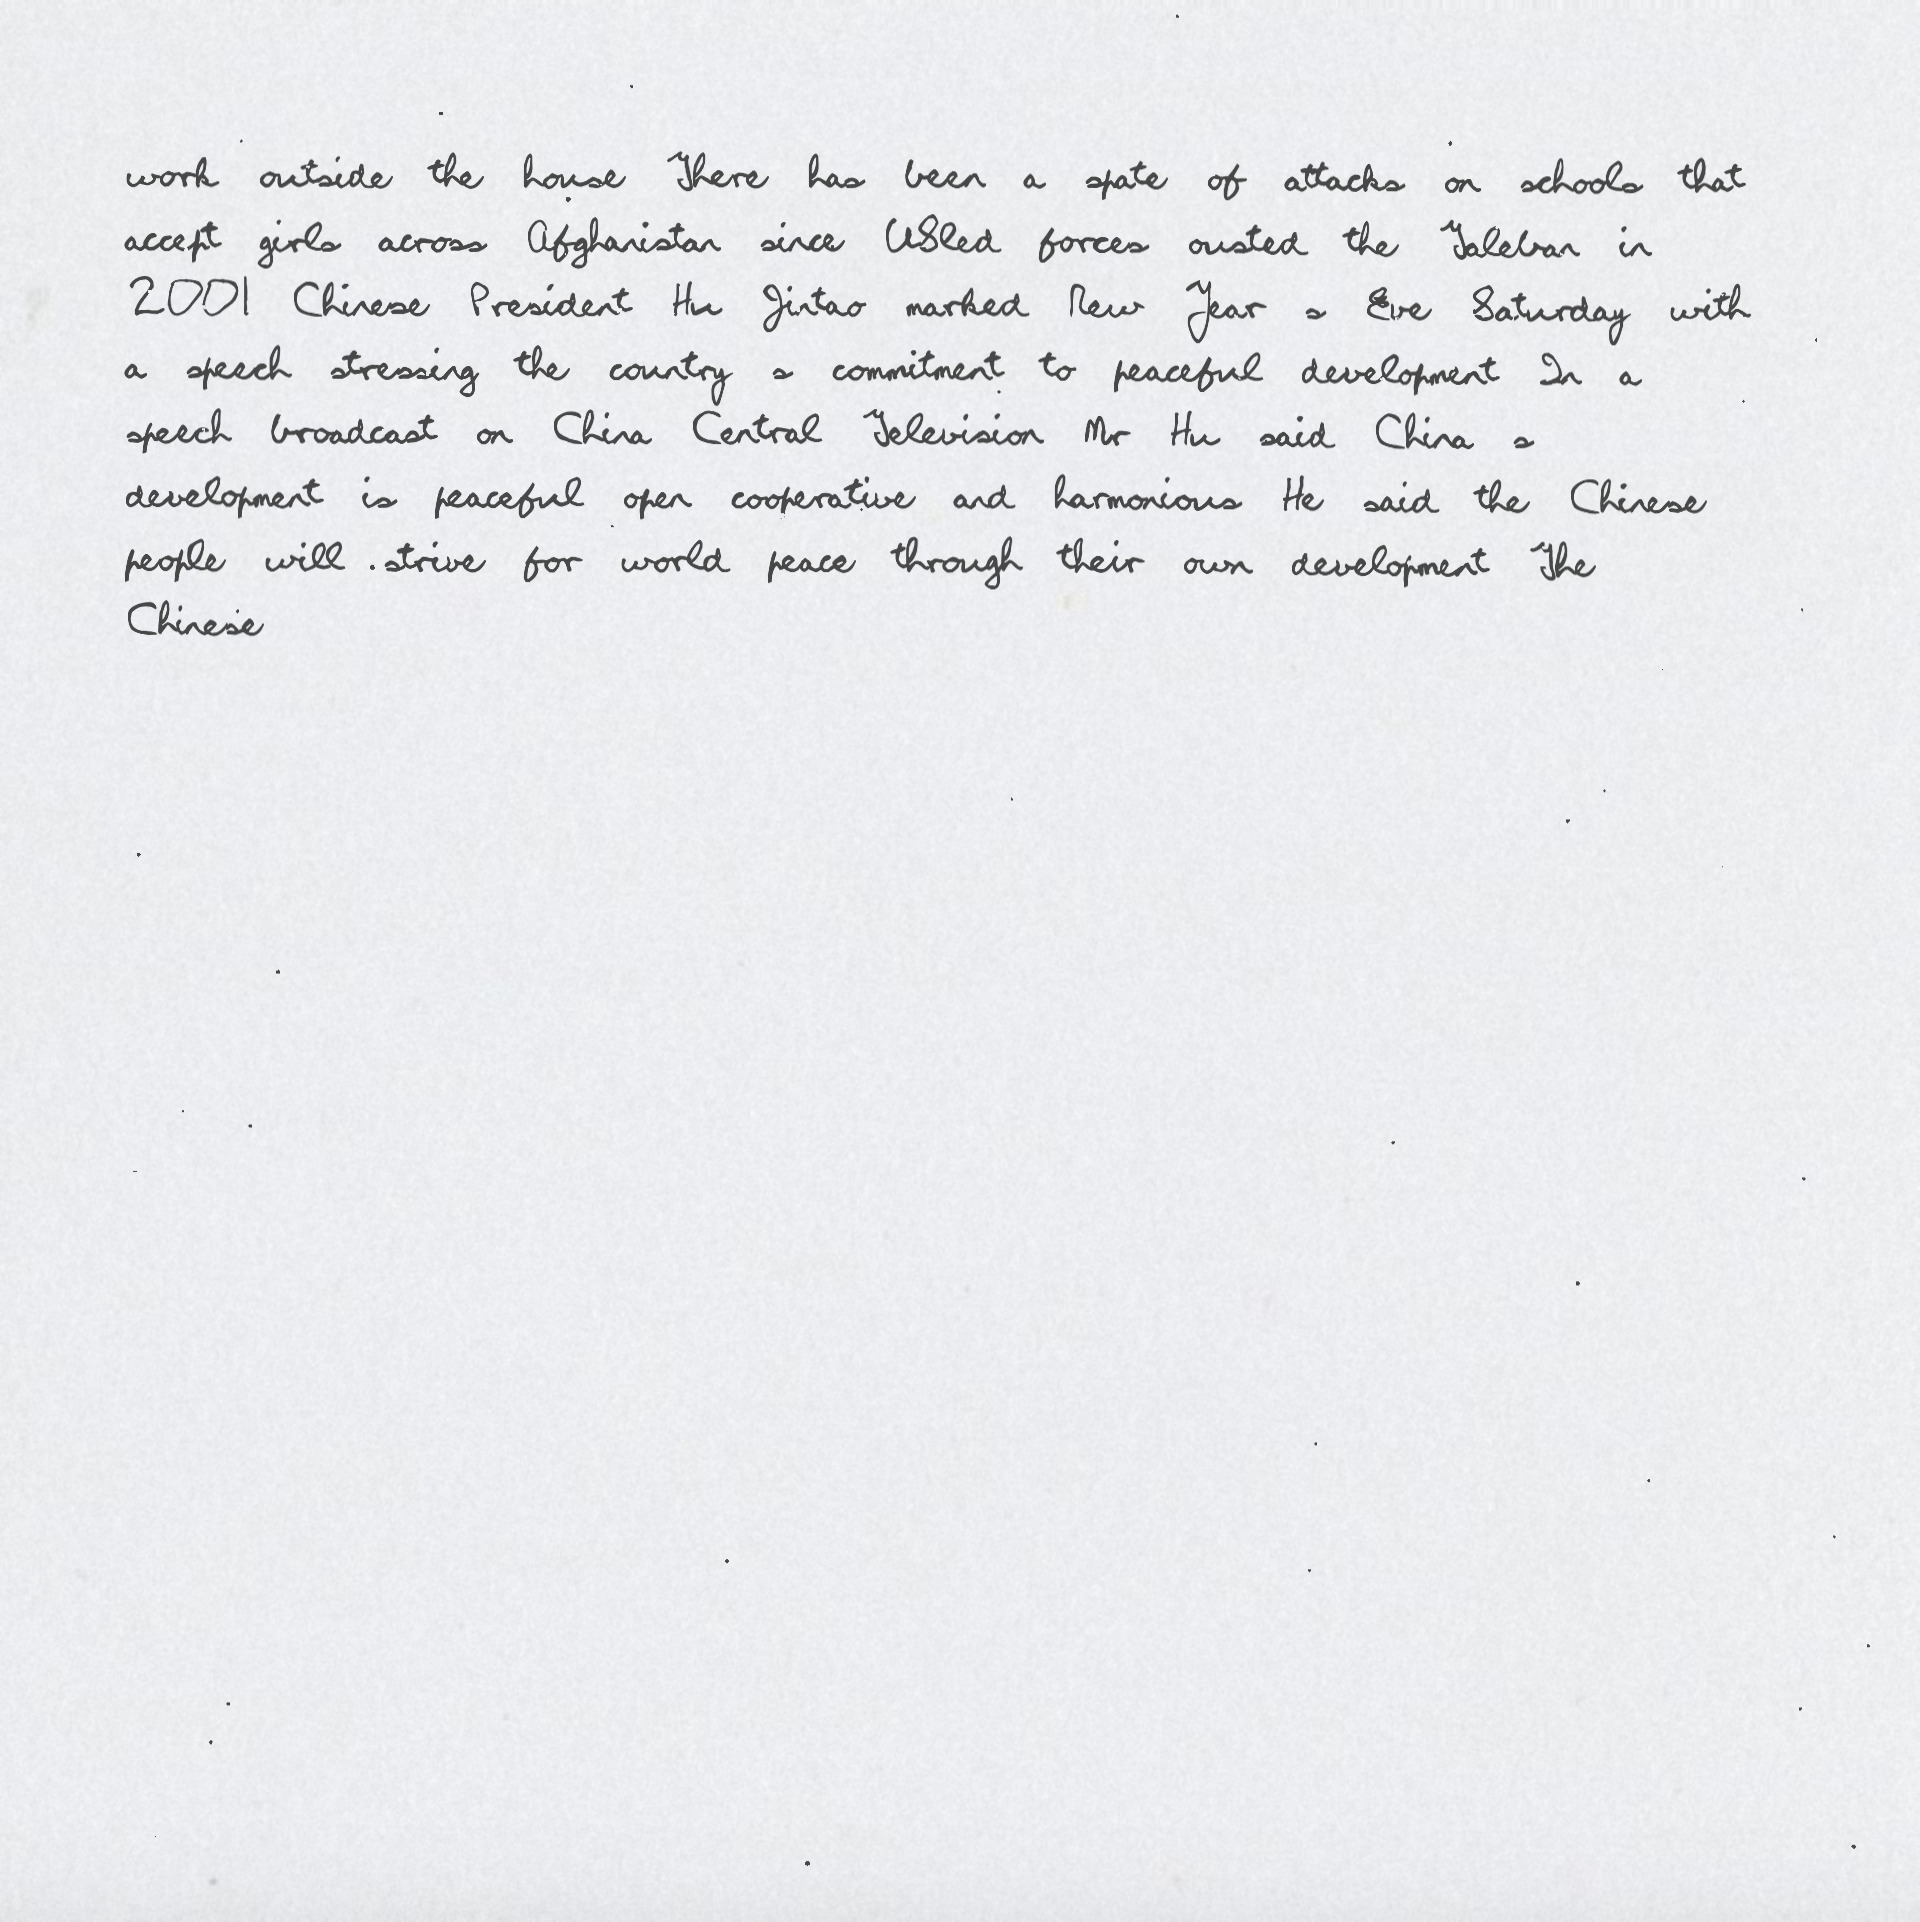 work outside the house There has been a spate of attacks on schools that
accept girls across Afghanistan since USled forces ousted the Taleban in
2001 Chinese President Hu Jintao marked New Year s Eve Saturday with
a speech stressing the country s commitment to peaceful development In a
speech broadcast on China Central Television Mr Hu said China s
development is peaceful open cooperative and harmonious He said the Chinese
people will strive for world peace through their own development The
Chinese